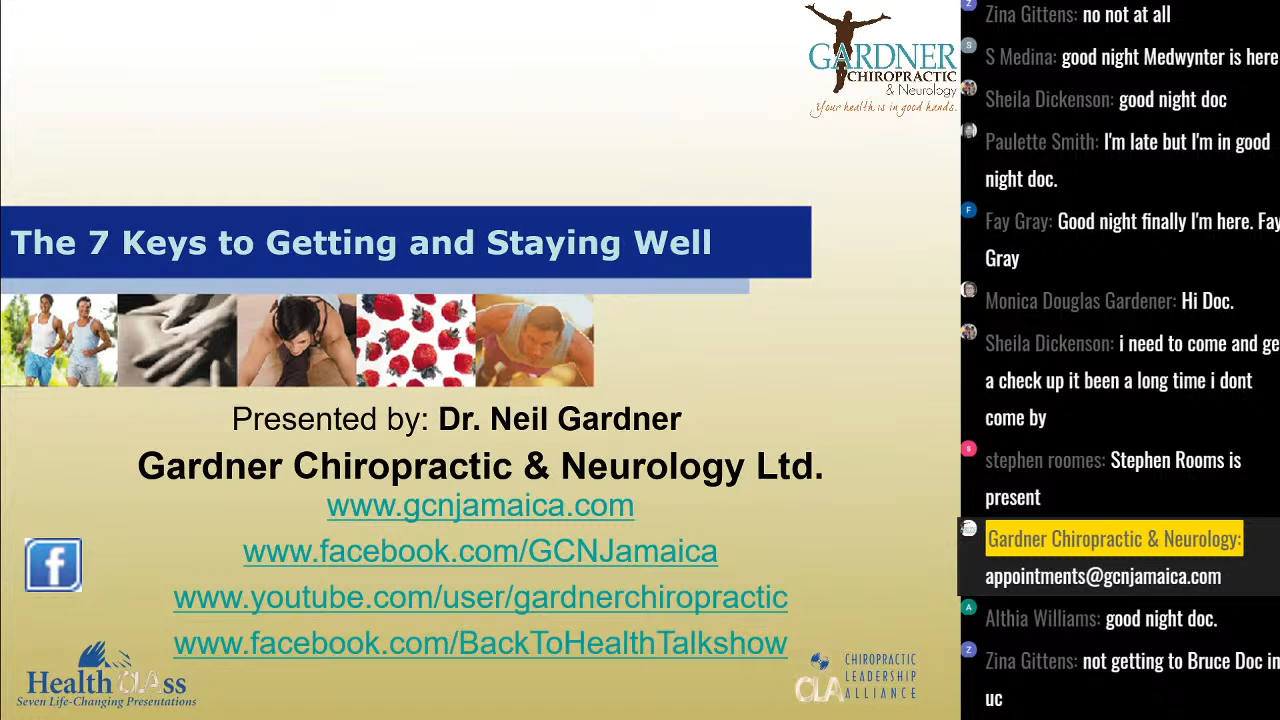 GARDNER
CHIROPRACTIC
& Neurology
Your health is in good hands.
The 7 Keys to Getting and Staying Well
Presented by: Dr. Neil Gardner
Gardner Chiropractic & Neurology Ltd.
www.gcnjamaica.com
www.facebook.com/GCNJamaica
www.youtube.com/user/gardnerchiropractic
www.facebook.com/BackToHealthTalkshow
f
Health CLAss
Seven Life-Changing Presentations
CLA
CHIROPRACTIC
LEADERSHIP
ALLIANCE
Z
Zina Gittens: no not at all
S
S Medina: good night Medwynter is here
Sheila Dickenson: good night doc
Paulette Smith: I'm late but I'm in good
night doc.
F
Fay Gray: Good night finally I'm here. Fay
Gray
Monica Douglas Gardener: Hi Doc.
Sheila Dickenson: i need to come and ge
a check up it been a long time i dont
come by
s
stephen roomes: Stephen Rooms is
present
Gardner Chiropractic & Neurology:
appointments@gcnjamaica.com
A
Althia Williams: good night doc.
Z
Zina Gittens: not getting to Bruce Doc in
uc